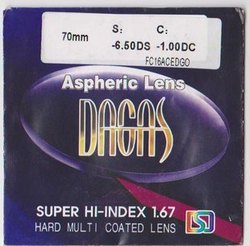 S: C:
70mm -6.50DS -1.00DC
FC16ACEDGO
Aspheric Lens
DAGAS
SUPER HI-INDEX 1.67
HARD MULTI COATED LENS